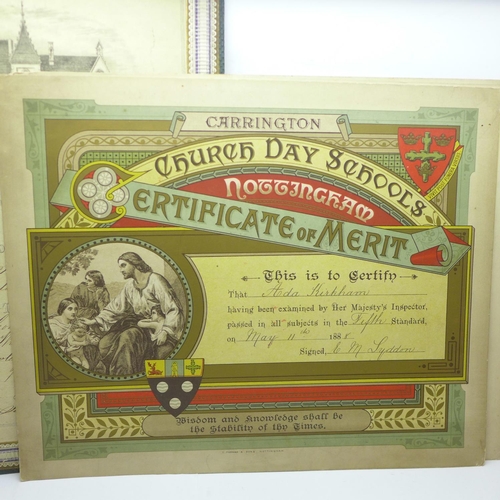 CARRINGTON
CHURCH DAY SCHOOLS
NOTTINGHAM
CERTIFICATE OF MERIT
This is to Certify
That Ada Kirkham
having been examined by Her Majesty's Inspector,
passed in all subjects in the Fifth Standard,
on May 11th 188
Signed, C M Lyddon
Wisdom and Knowledge shall be
the Stability of thy Times.